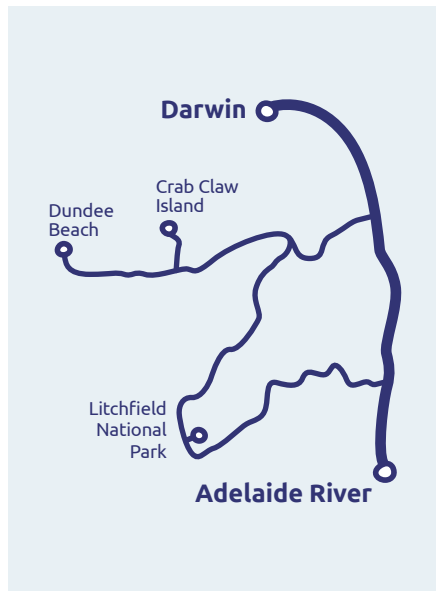 Darwin
Crab Claw
Island
Dundee
Beach
Litchfield
National
Park
Adelaide River